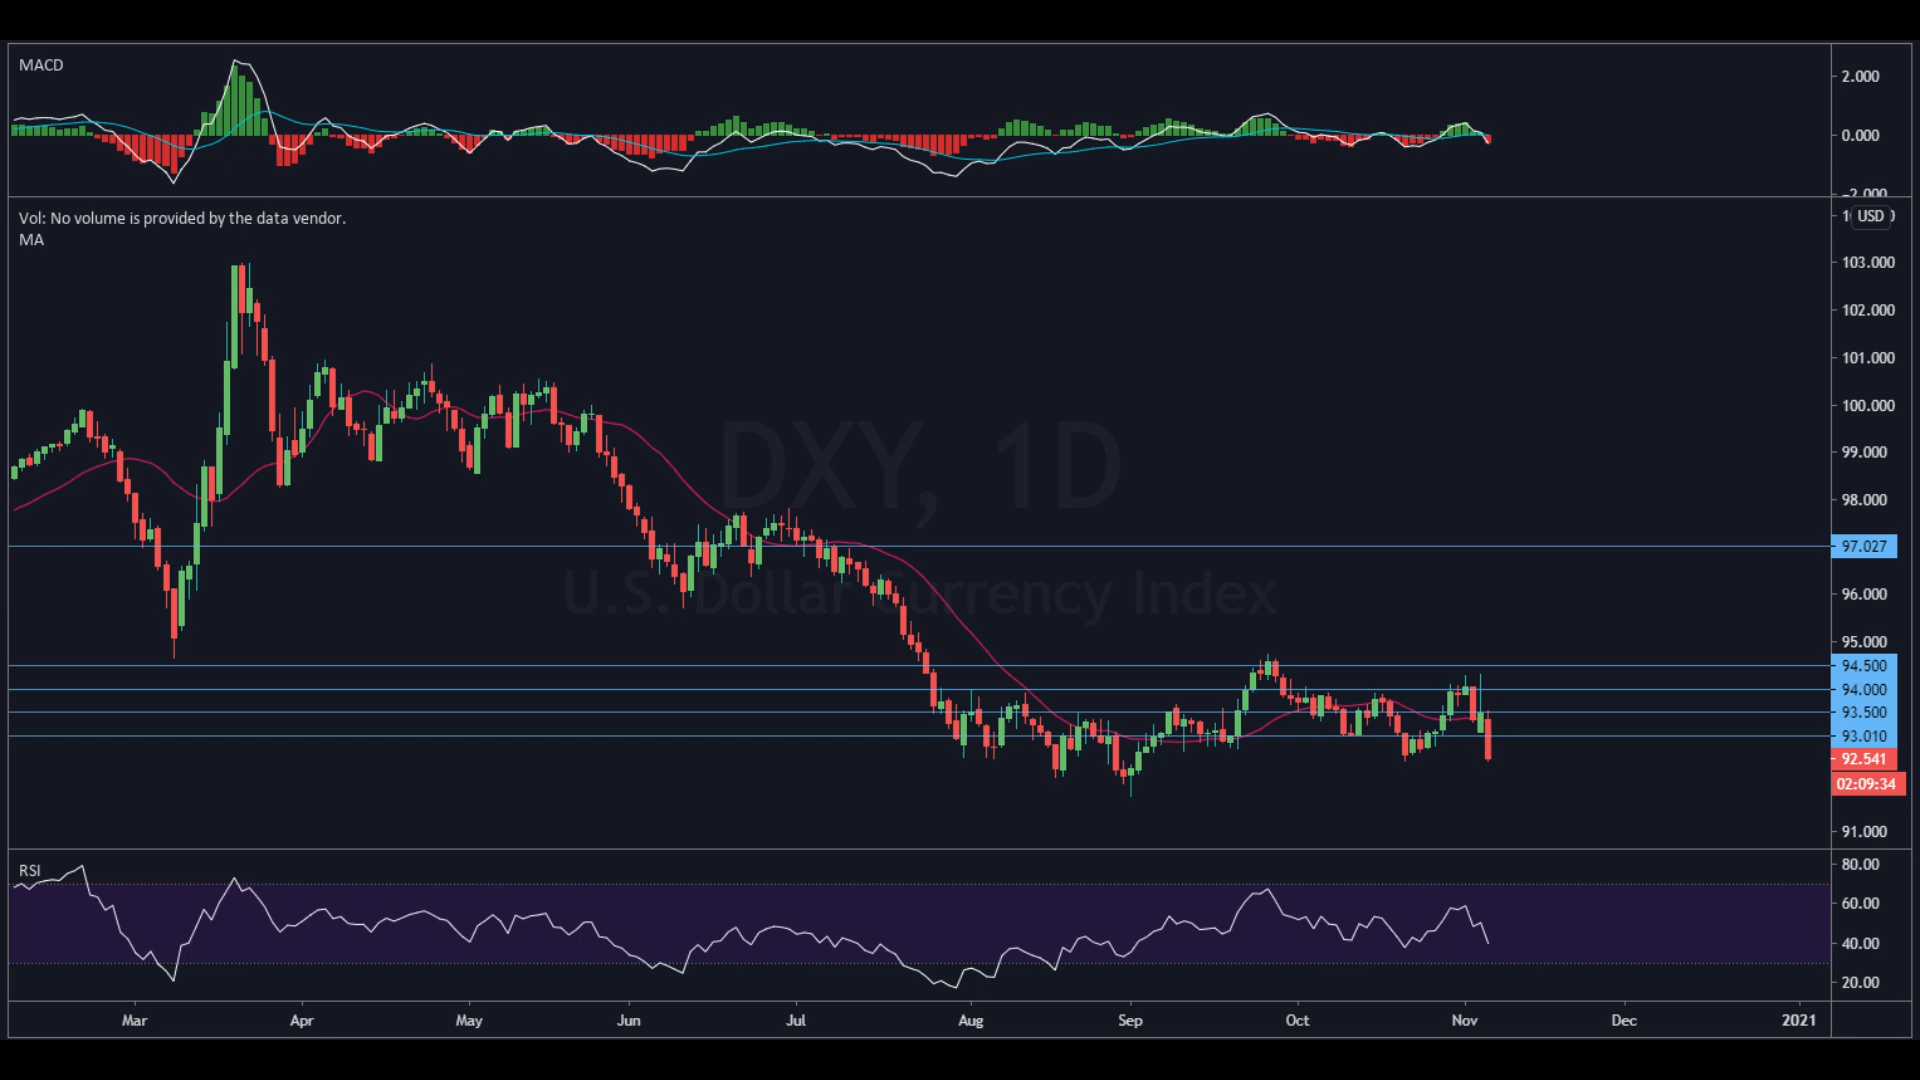 MACD
2.000
0.000
-2.000
Vol: No volume is provided by the data vendor.
MA
USD
103.000
102.000
101.000
100.000
99.000
98.000
97.027
96.000
95.000
94.500
94.000
93.500
93.010
92.541
02:09:34
91.000
DXY, 1D
U.S. Dollar Currency Index
RSI
80.00
60.00
40.00
20.00
Mar Apr May Jun Jul Aug Sep Oct Nov Dec 2021